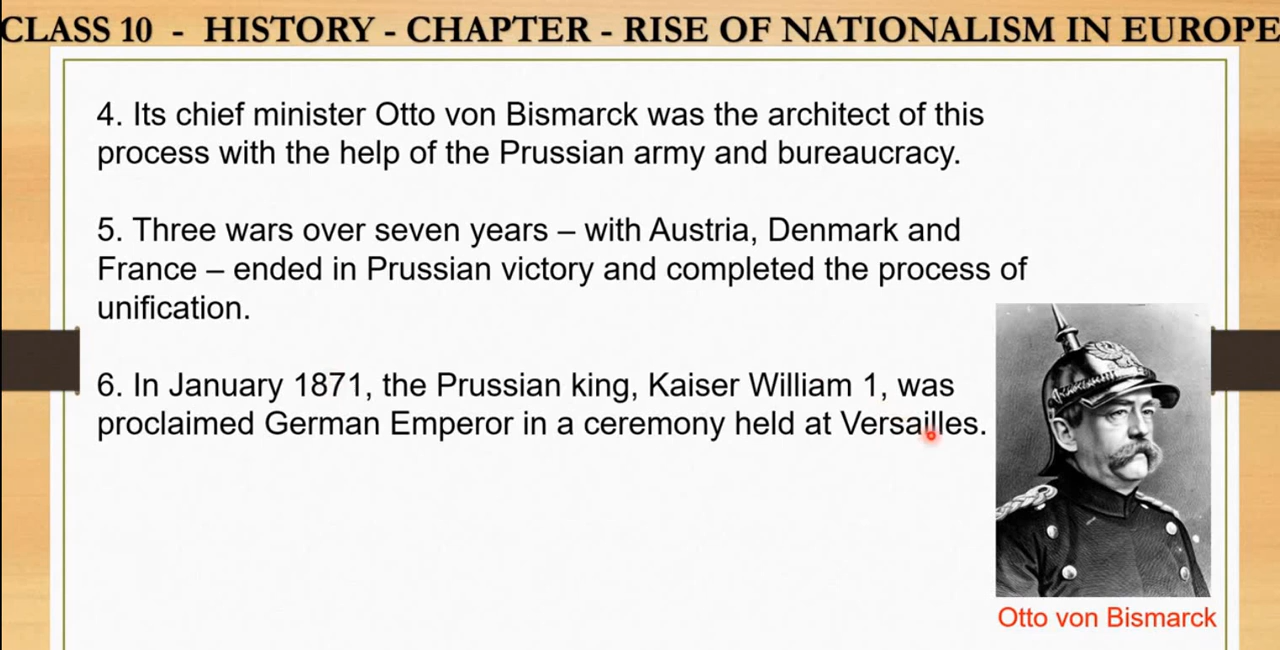 CLASS 10 - HISTORY - CHAPTER - RISE OF NATIONALISM IN EUROPE
4. Its chief minister Otto von Bismarck was the architect of this
process with the help of the Prussian army and bureaucracy.
5. Three wars over seven years – with Austria, Denmark and
France – ended in Prussian victory and completed the process of
unification.
6. In January 1871, the Prussian king, Kaiser William 1, was
proclaimed German Emperor in a ceremony held at Versailles.
Otto von Bismarck